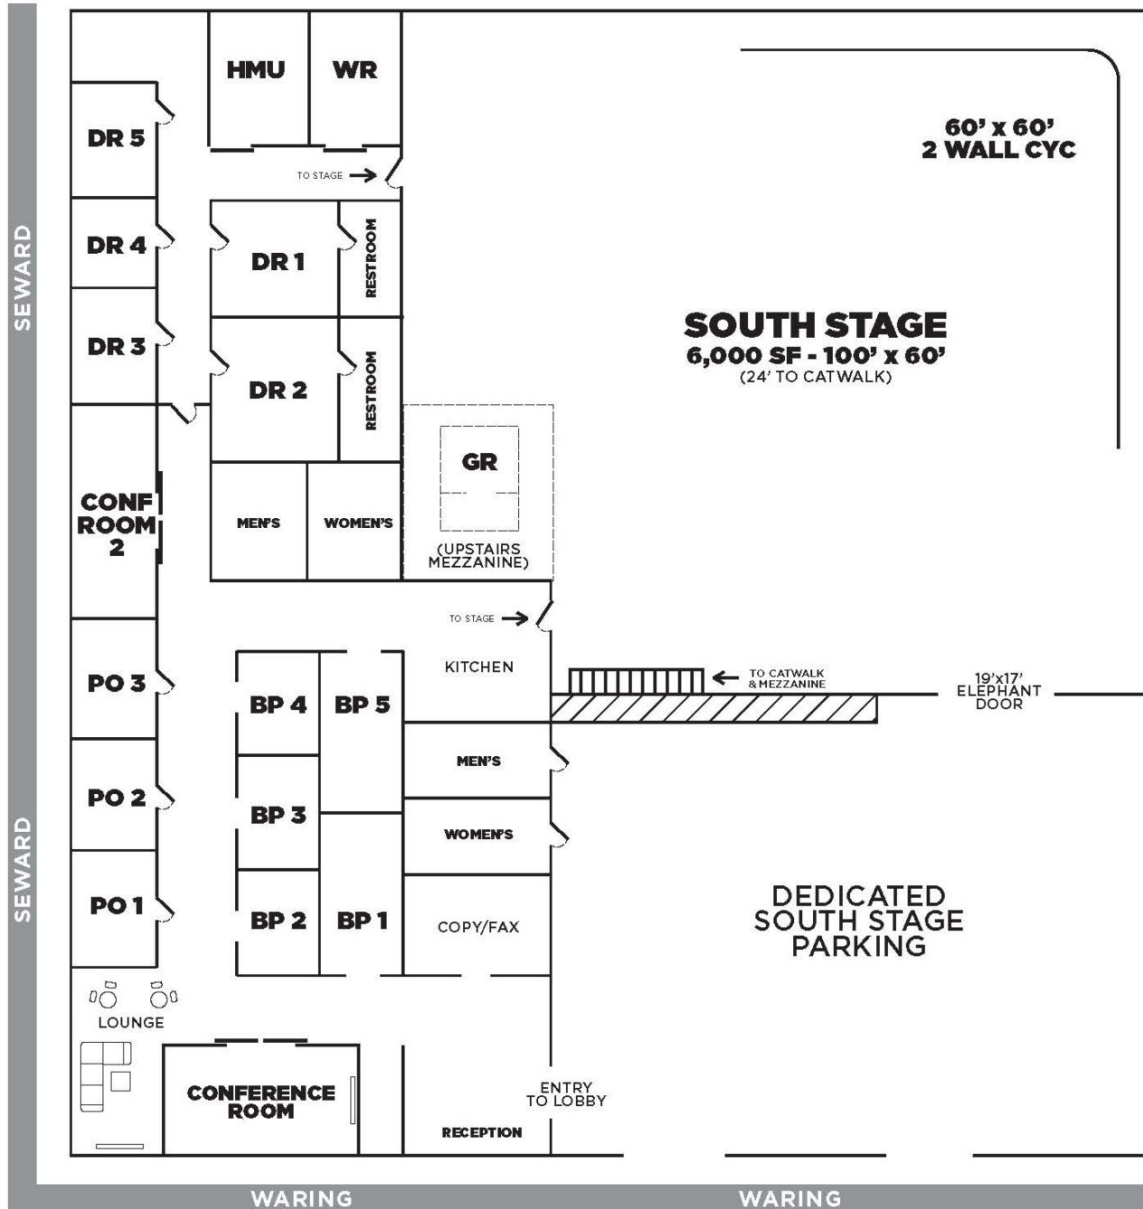 HMU
WR
DR 5
60' x 60'
2 WALL CYC
TO STAGE
DR 4
DR 1
RESTROOM
SEWARD
DR 3
DR 2
RESTROOM
SOUTH STAGE
6,000 SF - 100' x 60'
(24' TO CATWALK)
GR
CONF
ROOM
2
MEN'S
WOMEN'S
(UPSTAIRS
MEZZANINE)
TO STAGE
KITCHEN
PO 3
BP 4
BP 5
TO CATWALK
& MEZZANINE
19'x17'
ELEPHANT
DOOR
MEN'S
PO 2
BP 3
WOMEN'S
SEWARD
PO 1
BP 2
BP 1
COPY/FAX
DEDICATED
SOUTH STAGE
PARKING
LOUNGE
CONFERENCE
ROOM
ENTRY
TO LOBBY
RECEPTION
WARING
WARING